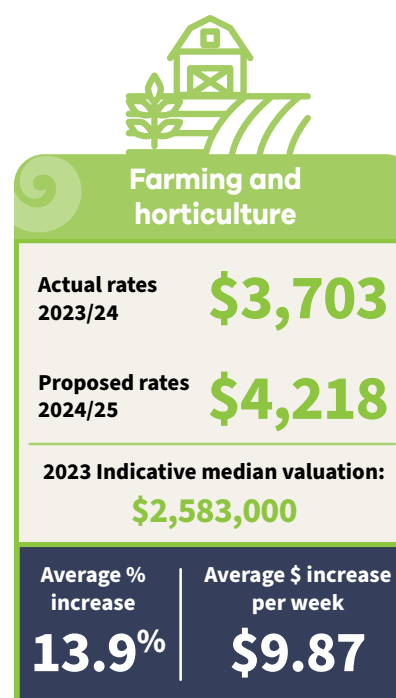 Farming and
horticulture
Actual rates
2023/24
$3,703
Proposed rates
2024/25
$4,218
2023 Indicative median valuation:
$2,583,000
Average %
increase
13.9%
Average $ increase
per week
$9.87